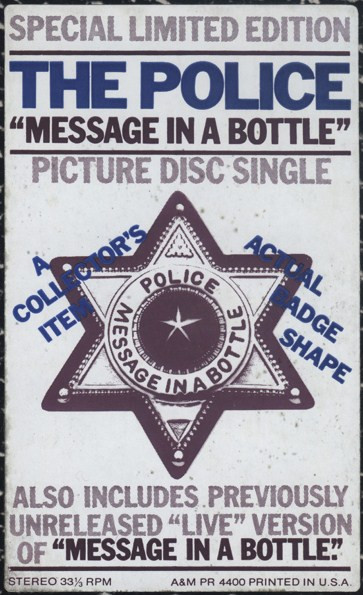 SPECIAL LIMITED EDITION
THE POLICE
“MESSAGE IN A BOTTLE”
PICTURE DISC SINGLE
A
COLLECTOR'S
ITEM
ACTUAL
BADGE
SHAPE
POLICE
MESSAGE IN A BOTTLE
ALSO INCLUDES PREVIOUSLY
UNRELEASED “LIVE” VERSION
OF “MESSAGE IN A BOTTLE.”
STEREO 33⅓ RPM A&M PR 4400 PRINTED IN U.S.A.